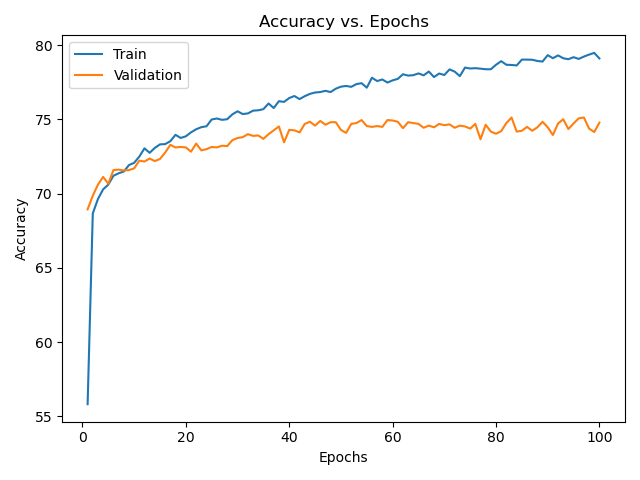 Accuracy vs. Epochs
Train
Validation
80
75
70
65
60
55
Accuracy
0 20 40 60 80 100
Epochs